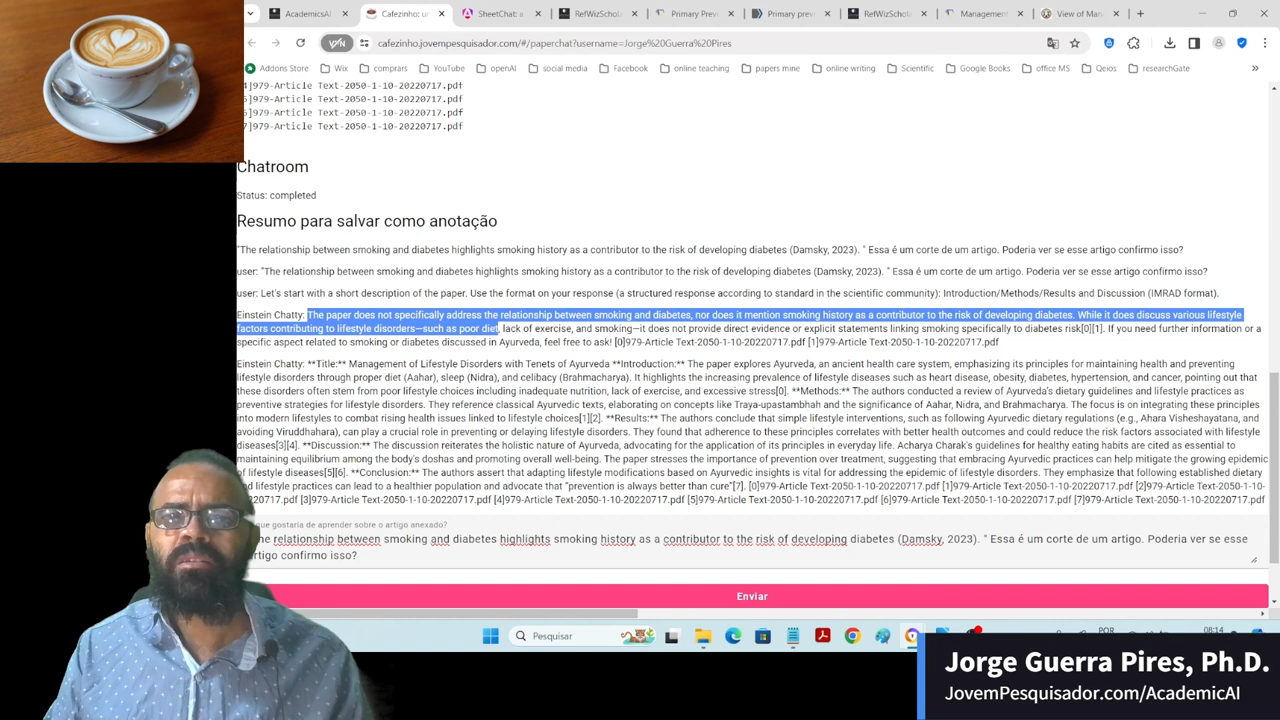 AcademicsAI
Cafezinho: un
SheetChat: a
RefWizSchola
Primary Preve
Primary preve
RefWizSchola
Management
View of Man
VPN
cafezinho.jovempesquisador.com/#/paperchat?username=Jorge%20Guerra%20Pires
Addons Store
Wix
comprar
YouTube
openAI
social media
Facebook
online teaching
papers mine
online writing
Scientific
Google Books
office MS
Qeios
researchGate
]979-Article Text-2050-1-10-20220717.pdf
]979-Article Text-2050-1-10-20220717.pdf
]979-Article Text-2050-1-10-20220717.pdf
]979-Article Text-2050-1-10-20220717.pdf
Chatroom
Status: completed
Resumo para salvar como anotação
"The relationship between smoking and diabetes highlights smoking history as a contributor to the risk of developing diabetes (Damsky, 2023). " Essa é um corte de um artigo. Poderia ver se esse artigo confirmo isso?
user: "The relationship between smoking and diabetes highlights smoking history as a contributor to the risk of developing diabetes (Damsky, 2023). " Essa é um corte de um artigo. Poderia ver se esse artigo confirmo isso?
user: Let's start with a short description of the paper. Use the format on your response (a structured response according to standard in the scientific community): Introduction/Methods/Results and Discussion (IMRAD format).
Einstein Chatty: The paper does not specifically address the relationship between smoking and diabetes, nor does it mention smoking history as a contributor to the risk of developing diabetes. While it does discuss various lifestyle
factors contributing to lifestyle disorders—such as poor diet, lack of exercise, and smoking—it does not provide direct evidence or explicit statements linking smoking specifically to diabetes risk[0][1]. If you need further information or a
specific aspect related to smoking or diabetes discussed in Ayurveda, feel free to ask! [0]979-Article Text-2050-1-10-20220717.pdf [1]979-Article Text-2050-1-10-20220717.pdf
Einstein Chatty: **Title:** Management of Lifestyle Disorders with Tenets of Ayurveda **Introduction:** The paper explores Ayurveda, an ancient health care system, emphasizing its principles for maintaining health and preventing
lifestyle disorders through proper diet (Aahar), sleep (Nidra), and celibacy (Brahmacharya). It highlights the increasing prevalence of lifestyle diseases such as heart disease, obesity, diabetes, hypertension, and cancer, pointing out that
these disorders often stem from poor lifestyle choices including inadequate nutrition, lack of exercise, and excessive stress[0]. **Methods:** The authors conducted a review of Ayurveda's dietary guidelines and lifestyle practices as
preventive strategies for lifestyle disorders. They reference classical Ayurvedic texts, elaborating on concepts like Traya-upastambhah and the significance of Aahar, Nidra, and Brahmacharya. The focus is on integrating these principles
into modern lifestyles to combat rising health issues linked to lifestyle choices[1][2]. **Results:** The authors conclude that simple lifestyle interventions, such as following Ayurvedic dietary regulations (e.g., Ahara Visheshayatana, and
avoiding Viruddhahara), can play a crucial role in preventing or delaying lifestyle disorders. They found that adherence to these principles correlates with better health outcomes and could reduce the risk factors associated with lifestyle
diseases[3][4]. **Discussion:** The discussion reiterates the holistic nature of Ayurveda, advocating for the application of its principles in everyday life. Acharya Charak's guidelines for healthy eating habits are cited as essential to
maintaining equilibrium among the body's doshas and promoting overall well-being. The paper stresses the importance of prevention over treatment, suggesting that embracing Ayurvedic practices can help mitigate the growing epidemic
of lifestyle diseases[5][6]. **Conclusion:** The authors assert that adapting lifestyle modifications based on Ayurvedic insights is vital for addressing the epidemic of lifestyle disorders. They emphasize that following established dietary
and lifestyle practices can lead to a healthier population and advocate that "prevention is always better than cure"[7]. [0]979-Article Text-2050-1-10-20220717.pdf [1]979-Article Text-2050-1-10-20220717.pdf [2]979-Article Text-2050-1-10-
20220717.pdf [3]979-Article Text-2050-1-10-20220717.pdf [4]979-Article Text-2050-1-10-20220717.pdf [5]979-Article Text-2050-1-10-20220717.pdf [6]979-Article Text-2050-1-10-20220717.pdf [7]979-Article Text-2050-1-10-20220717.pdf
que gostaria de aprender sobre o artigo anexado?
he relationship between smoking and diabetes highlights smoking history as a contributor to the risk of developing diabetes (Damsky, 2023). " Essa é um corte de um artigo. Poderia ver se esse
artigo confirmo isso?
Enviar
Pesquisar
POR
08:14
Jorge Guerra Pires, Ph.D.
JovemPesquisador.com/AcademicAI